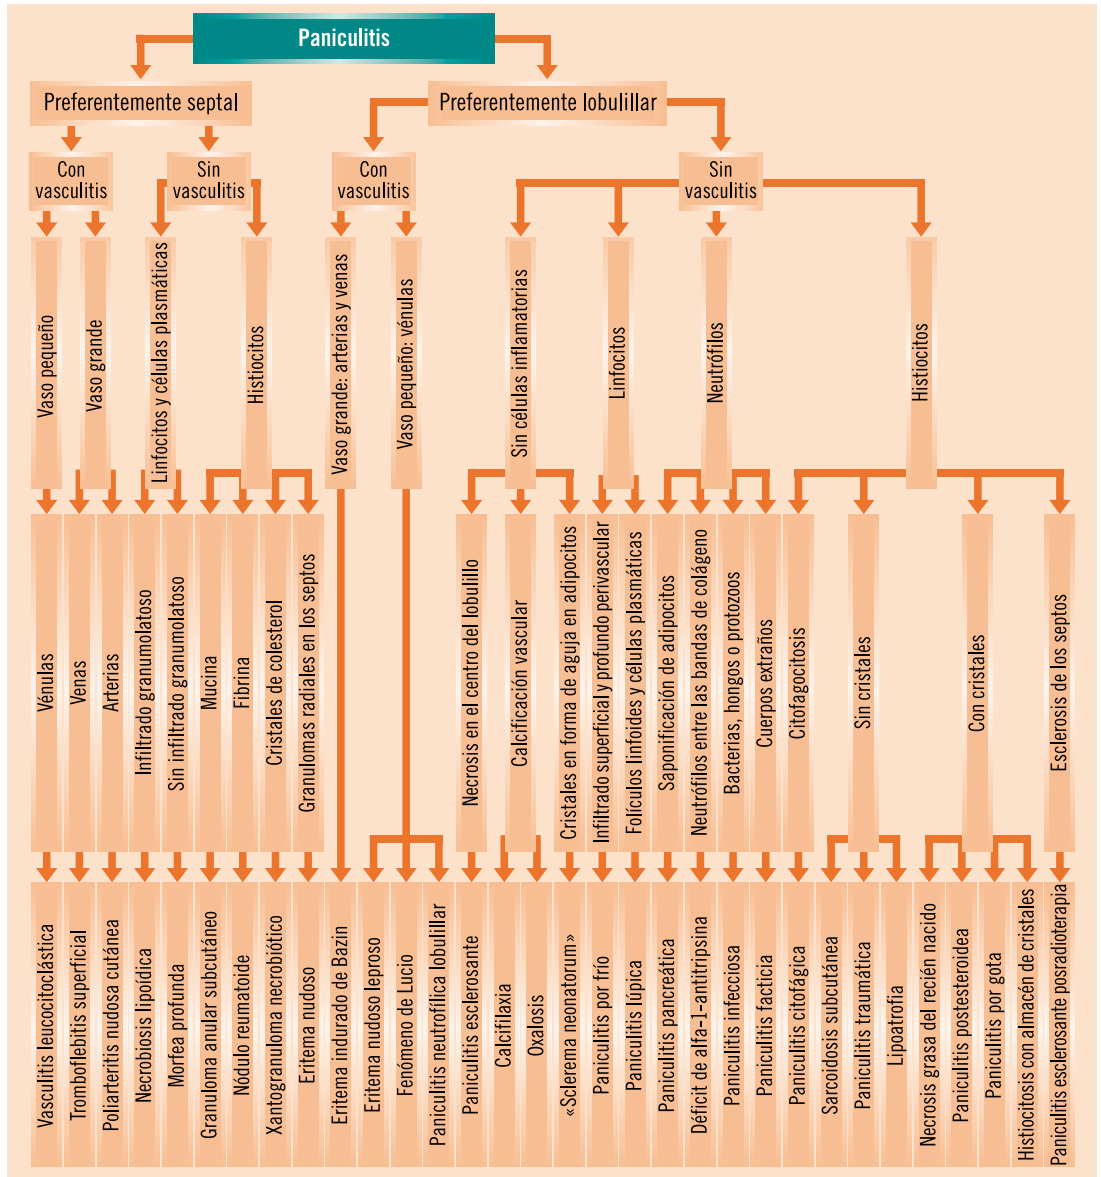 Paniculitis
Preferentemente septal
Preferentemente lobulillar
Con
vasculitis
Sin
vasculitis
Con
vasculitis
Sin
vasculitis
Vaso pequeño
Vaso grande
Linfocitos y células plasmáticas
Histiocitos
Vaso grande: arterias y venas
Vaso pequeño: vénulas
Sin células inflamatorias
Linfocitos
Neutrófilos
Histiocitos
Vénulas
Venas
Arterias
Infiltrado granumolatoso
Sin infiltrado granumolatoso
Mucina
Fibrina
Cristales de colesterol
Granulomas radiales en los septos
Necrosis en el centro del lobulillo
Calcificación vascular
Cristales en forma de aguja en adipocitos
Infiltrado superficial y profundo perivascular
Folículos linfoides y células plasmáticas
Saponificación de adipocitos
Neutrófilos entre las bandas de colágeno
Bacterias, hongos o protozoos
Cuerpos extraños
Citofagocitosis
Sin cristales
Con cristales
Esclerosis de los septos
Vasculitis leucocitoclástica
Tromboflebitis superficial
Poliarteritis nudosa cutánea
Necrobiosis lipoídica
Morfea profunda
Granuloma anular subcutáneo
Nódulo reumatoide
Xantogranuloma necrobiótico
Eritema nudoso
Eritema indurado de Bazin
Eritema nudoso leproso
Fenómeno de Lucio
Paniculitis neutrofílica lobulillar
Paniculitis esclerosante
Calcifilaxia
Oxalosis
«Sclerema neonatorum»
Paniculitis por frío
Paniculitis lúpica
Paniculitis pancreática
Déficit de alfa-1-antitripsina
Paniculitis infecciosa
Paniculitis facticia
Paniculitis citofágica
Sarcoidosis subcutánea
Paniculitis traumática
Lipoatrofia
Necrosis grasa del recién nacido
Paniculitis postesteroidea
Paniculitis por gota
Histiocitosis con almacén de cristales
Paniculitis esclerosante posradioterapia